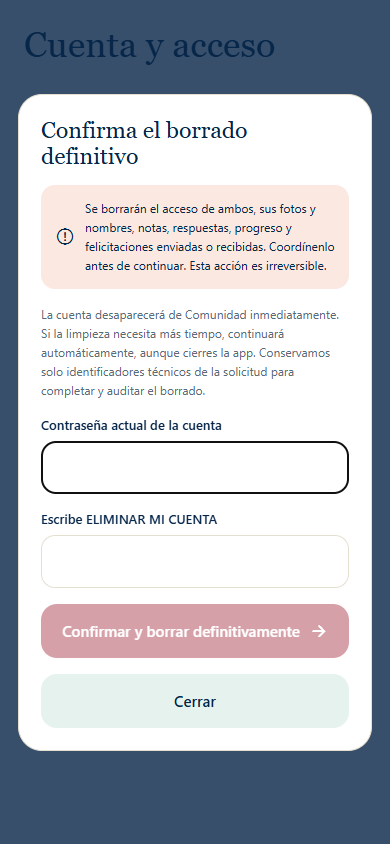 Cuenta y acceso
Confirma el borrado
definitivo
Se borrarán el acceso de ambos, sus fotos y
nombres, notas, respuestas, progreso y
felicitaciones enviadas o recibidas. Coordínenlo
antes de continuar. Esta acción es irreversible.
La cuenta desaparecerá de Comunidad inmediatamente.
Si la limpieza necesita más tiempo, continuará
automáticamente, aunque cierres la app. Conservamos
solo identificadores técnicos de la solicitud para
completar y auditar el borrado.
Contraseña actual de la cuenta
Escribe ELIMINAR MI CUENTA
Confirmar y borrar definitivamente →
Cerrar